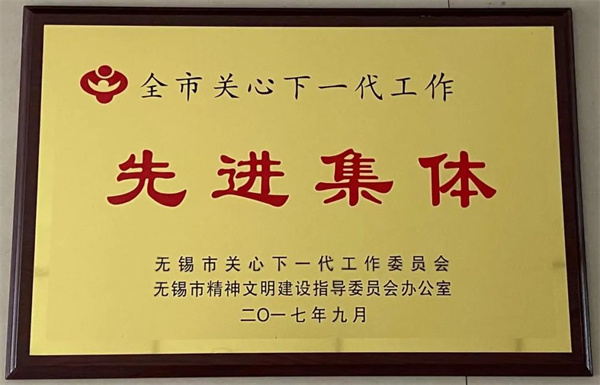 全市关心下一代工作
先进集体
无锡市关心下一代工作委员会
无锡市精神文明建设指导委员会办公室
二〇一七年九月